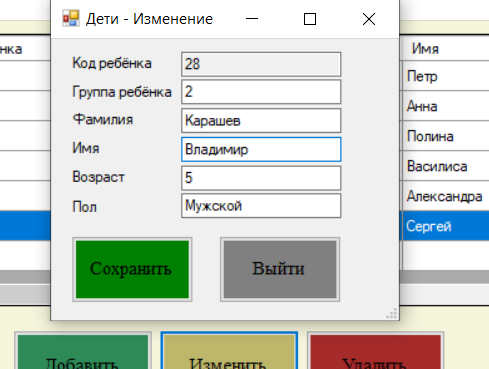 Дети - Изменение
нка
Имя
Код ребёнка 28
Петр
Группа ребёнка 2
Анна
Фамилия Карашев
Полина
Имя Владимир
Василиса
Возраст 5
Александра
Пол Мужской
Сергей
Сохранить Выйти
Добавить Изменить Удалить